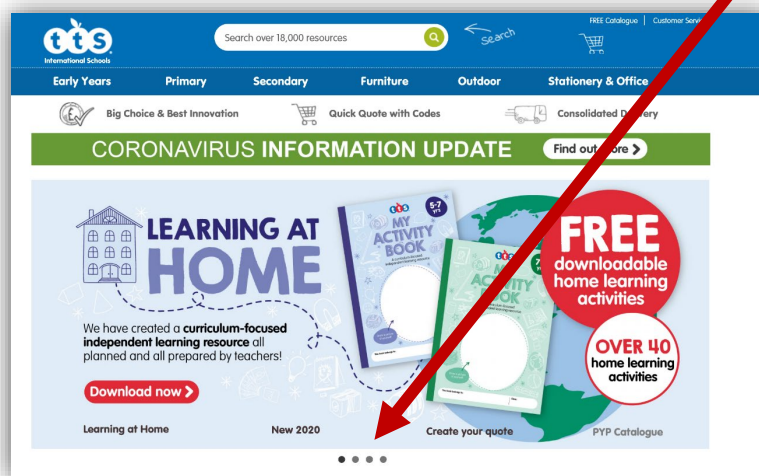 tts
International Schools
Search over 18,000 resources
Search
FREE Catalogue | Customer
Early Years Primary Secondary Furniture Outdoor Stationery & Office
Big Choice & Best Innovation Quick Quote with Codes Consolidated Delivery
CORONAVIRUS INFORMATION UPDATE Find out more
LEARNING AT
HOME
We have created a curriculum-focused
independent learning resource all
planned and all prepared by teachers!
Download now
tts
5-7
yrs
MY
ACTIVITY
BOOK
tts
MY
ACTIVITY
BOOK
FREE
downloadable
home learning
activities
OVER 40
home learning
activities
Learning at Home New 2020 Create your quote PYP Catalogue